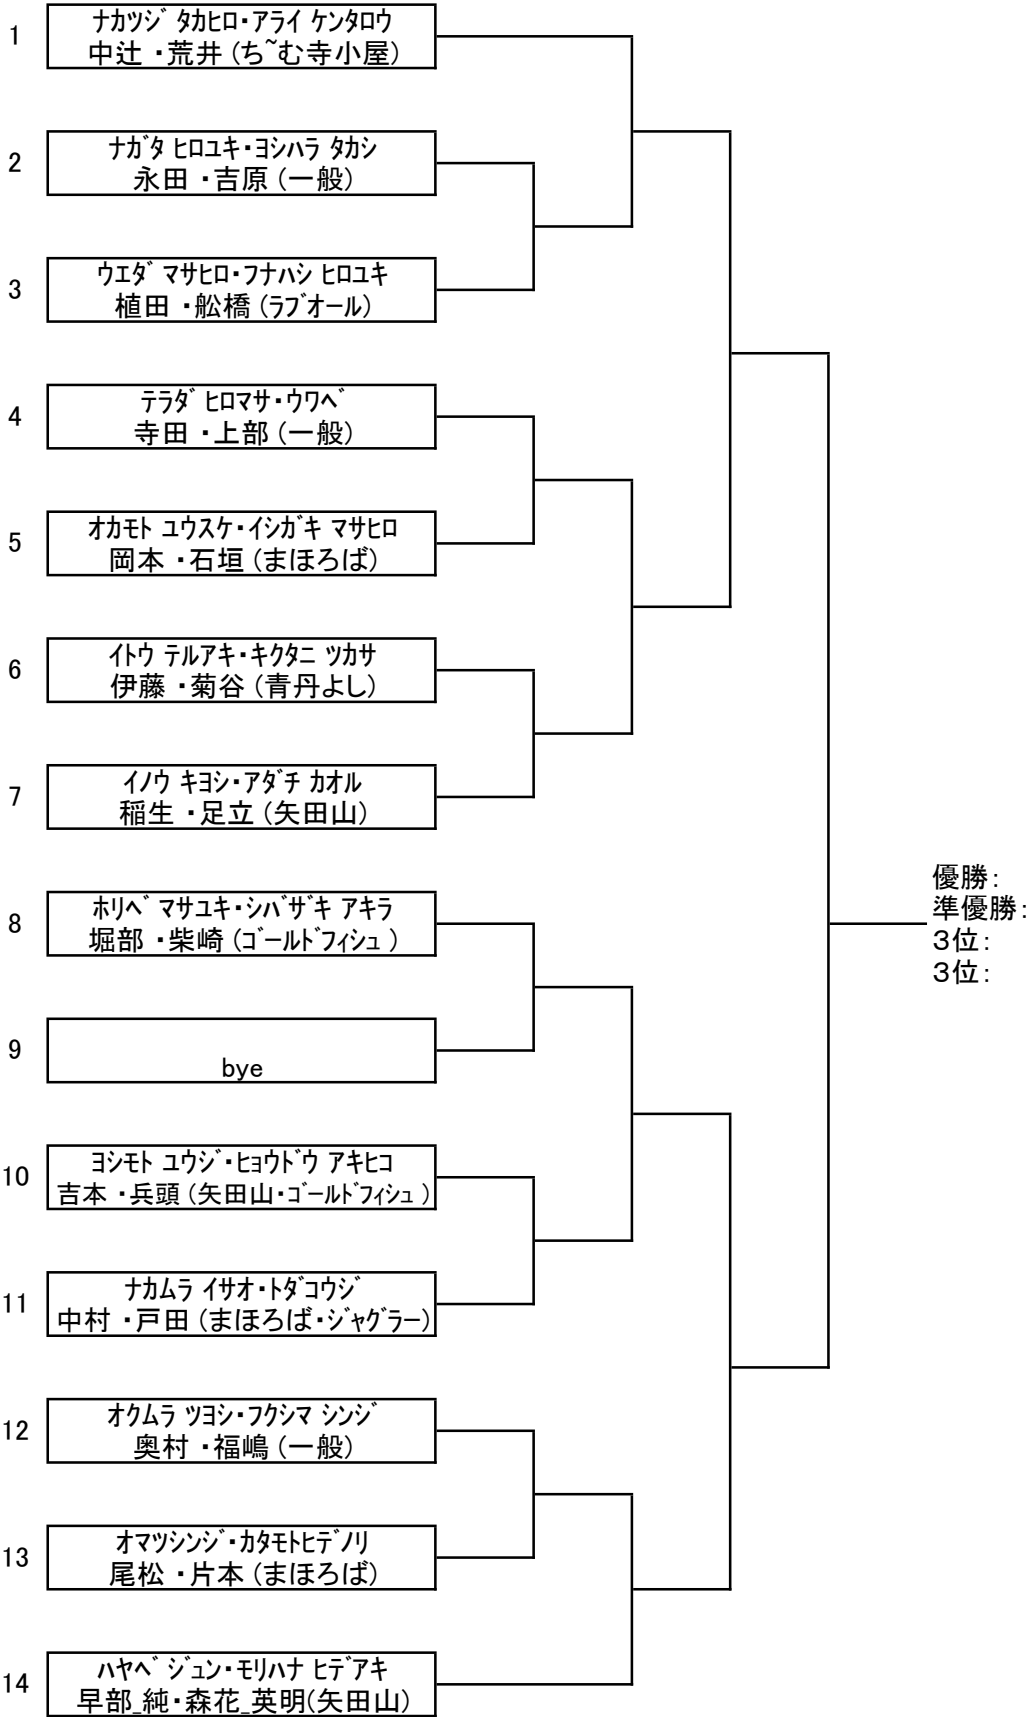 1
ﾅｶﾂｼﾞ ﾀｶﾋﾛ・ｱﾗｲ ｹﾝﾀﾛｳ
中辻 ・荒井 (ち~む寺小屋)
2
ﾅｶﾞﾀ ﾋﾛﾕｷ・ﾖｼﾊﾗ ﾀｶｼ
永田 ・吉原 (一般)
3
ｳｴﾀﾞ ﾏｻﾋﾛ・ﾌﾅﾊｼ ﾋﾛﾕｷ
植田 ・舩橋 (ﾗﾌﾞｵｰﾙ)
4
ﾃﾗﾀﾞ ﾋﾛﾏｻ・ｳﾜﾍﾞ
寺田 ・上部 (一般)
5
ｵｶﾓﾄ ﾕｳｽｹ・ｲｼｶﾞｷ ﾏｻﾋﾛ
岡本 ・石垣 (まほろば)
6
ｲﾄｳ ﾃﾙｱｷ・ｷｸﾀﾆ ﾂｶｻ
伊藤 ・菊谷 (青丹よし)
7
ｲﾉｳ ｷﾖｼ・ｱﾀﾞﾁ ｶｵﾙ
稲生 ・足立 (矢田山)
8
ﾎﾘﾍﾞ ﾏｻﾕｷ・ｼﾊﾞｻﾞｷ ｱｷﾗ
堀部 ・柴崎 (ｺﾞｰﾙﾄﾞﾌｨｼｭ)
9
bye
10
ﾖｼﾓﾄ ﾕｳｼﾞ・ﾋｮｳﾄﾞｳ ｱｷﾋｺ
吉本 ・兵頭 (矢田山・ｺﾞｰﾙﾄﾞﾌｨｼｭ)
11
ﾅｶﾑﾗ ｲｻｵ・ﾄﾀﾞｺｳｼﾞ
中村 ・戸田 (まほろば・ｼﾞｬｸﾞﾗｰ)
12
ｵｸﾑﾗ ﾂﾖｼ・ﾌｸｼﾏ ｼﾝｼﾞ
奥村 ・福嶋 (一般)
13
ｵﾏﾂｼﾝｼﾞ・ｶﾀﾓﾄﾋﾃﾞﾉﾘ
尾松 ・片本 (まほろば)
14
ﾊﾔﾍﾞ ｼﾞｭﾝ・ﾓﾘﾊﾅ ﾋﾃﾞｱｷ
早部_純・森花_英明(矢田山)
優勝：
準優勝：
３位：
３位：